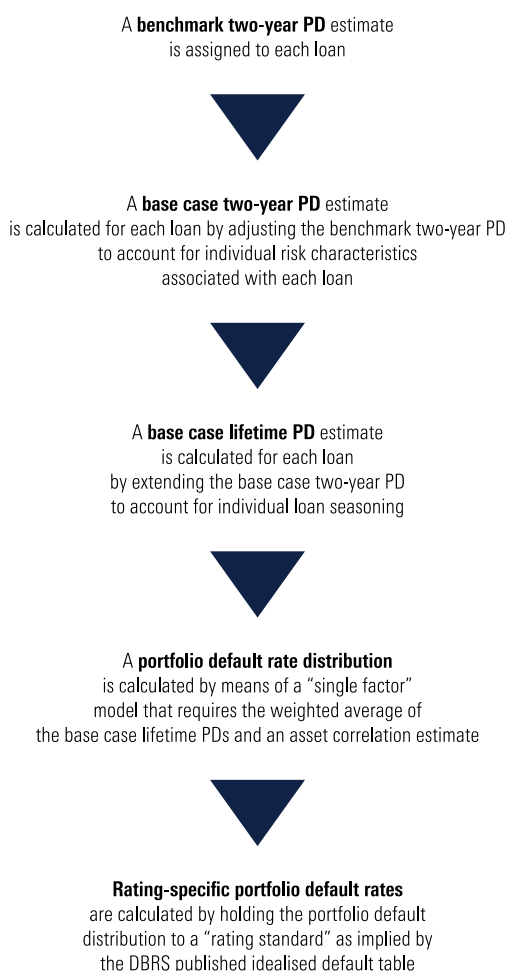 A benchmark two-year PD estimate
is assigned to each loan
A base case two-year PD estimate
is calculated for each loan by adjusting the benchmark two-year PD
to account for individual risk characteristics
associated with each loan
A base case lifetime PD estimate
is calculated for each loan
by extending the base case two-year PD
to account for individual loan seasoning
A portfolio default rate distribution
is calculated by means of a “single factor”
model that requires the weighted average of
the base case lifetime PDs and an asset correlation estimate
Rating-specific portfolio default rates
are calculated by holding the portfolio default
distribution to a “rating standard” as implied by
the DBRS published idealised default table